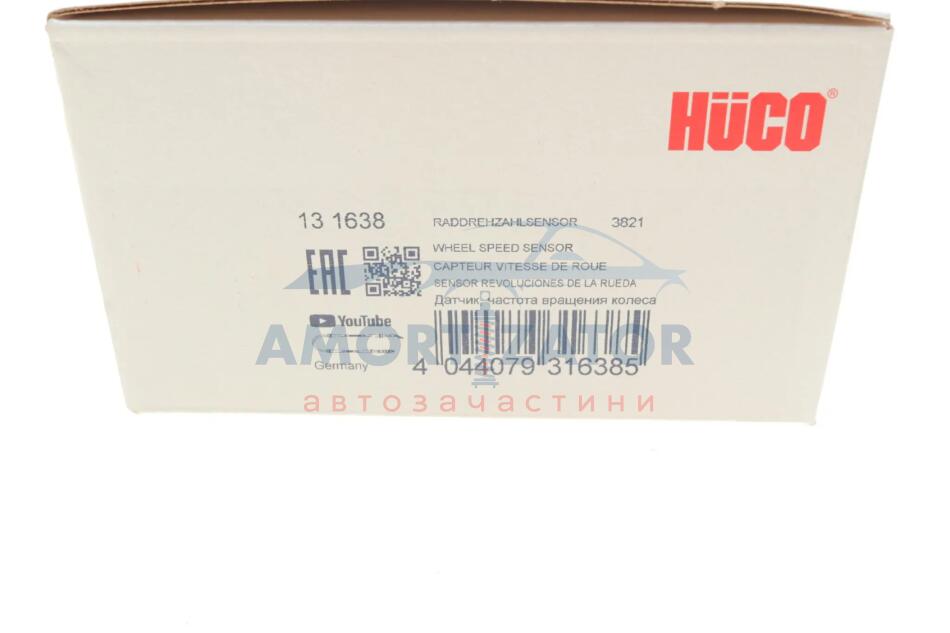 HÜCO®
13 1638 RADDREHZAHLSENSOR 3821
WHEEL SPEED SENSOR
EAC
CAPTEUR VITESSE DE ROUE
SENSOR REVOLUCIONES DE LA RUEDA
Датчик, частота вращения колеса
YouTube
AMORTIZATOR
Germany
4 044079 316385
автозачастини